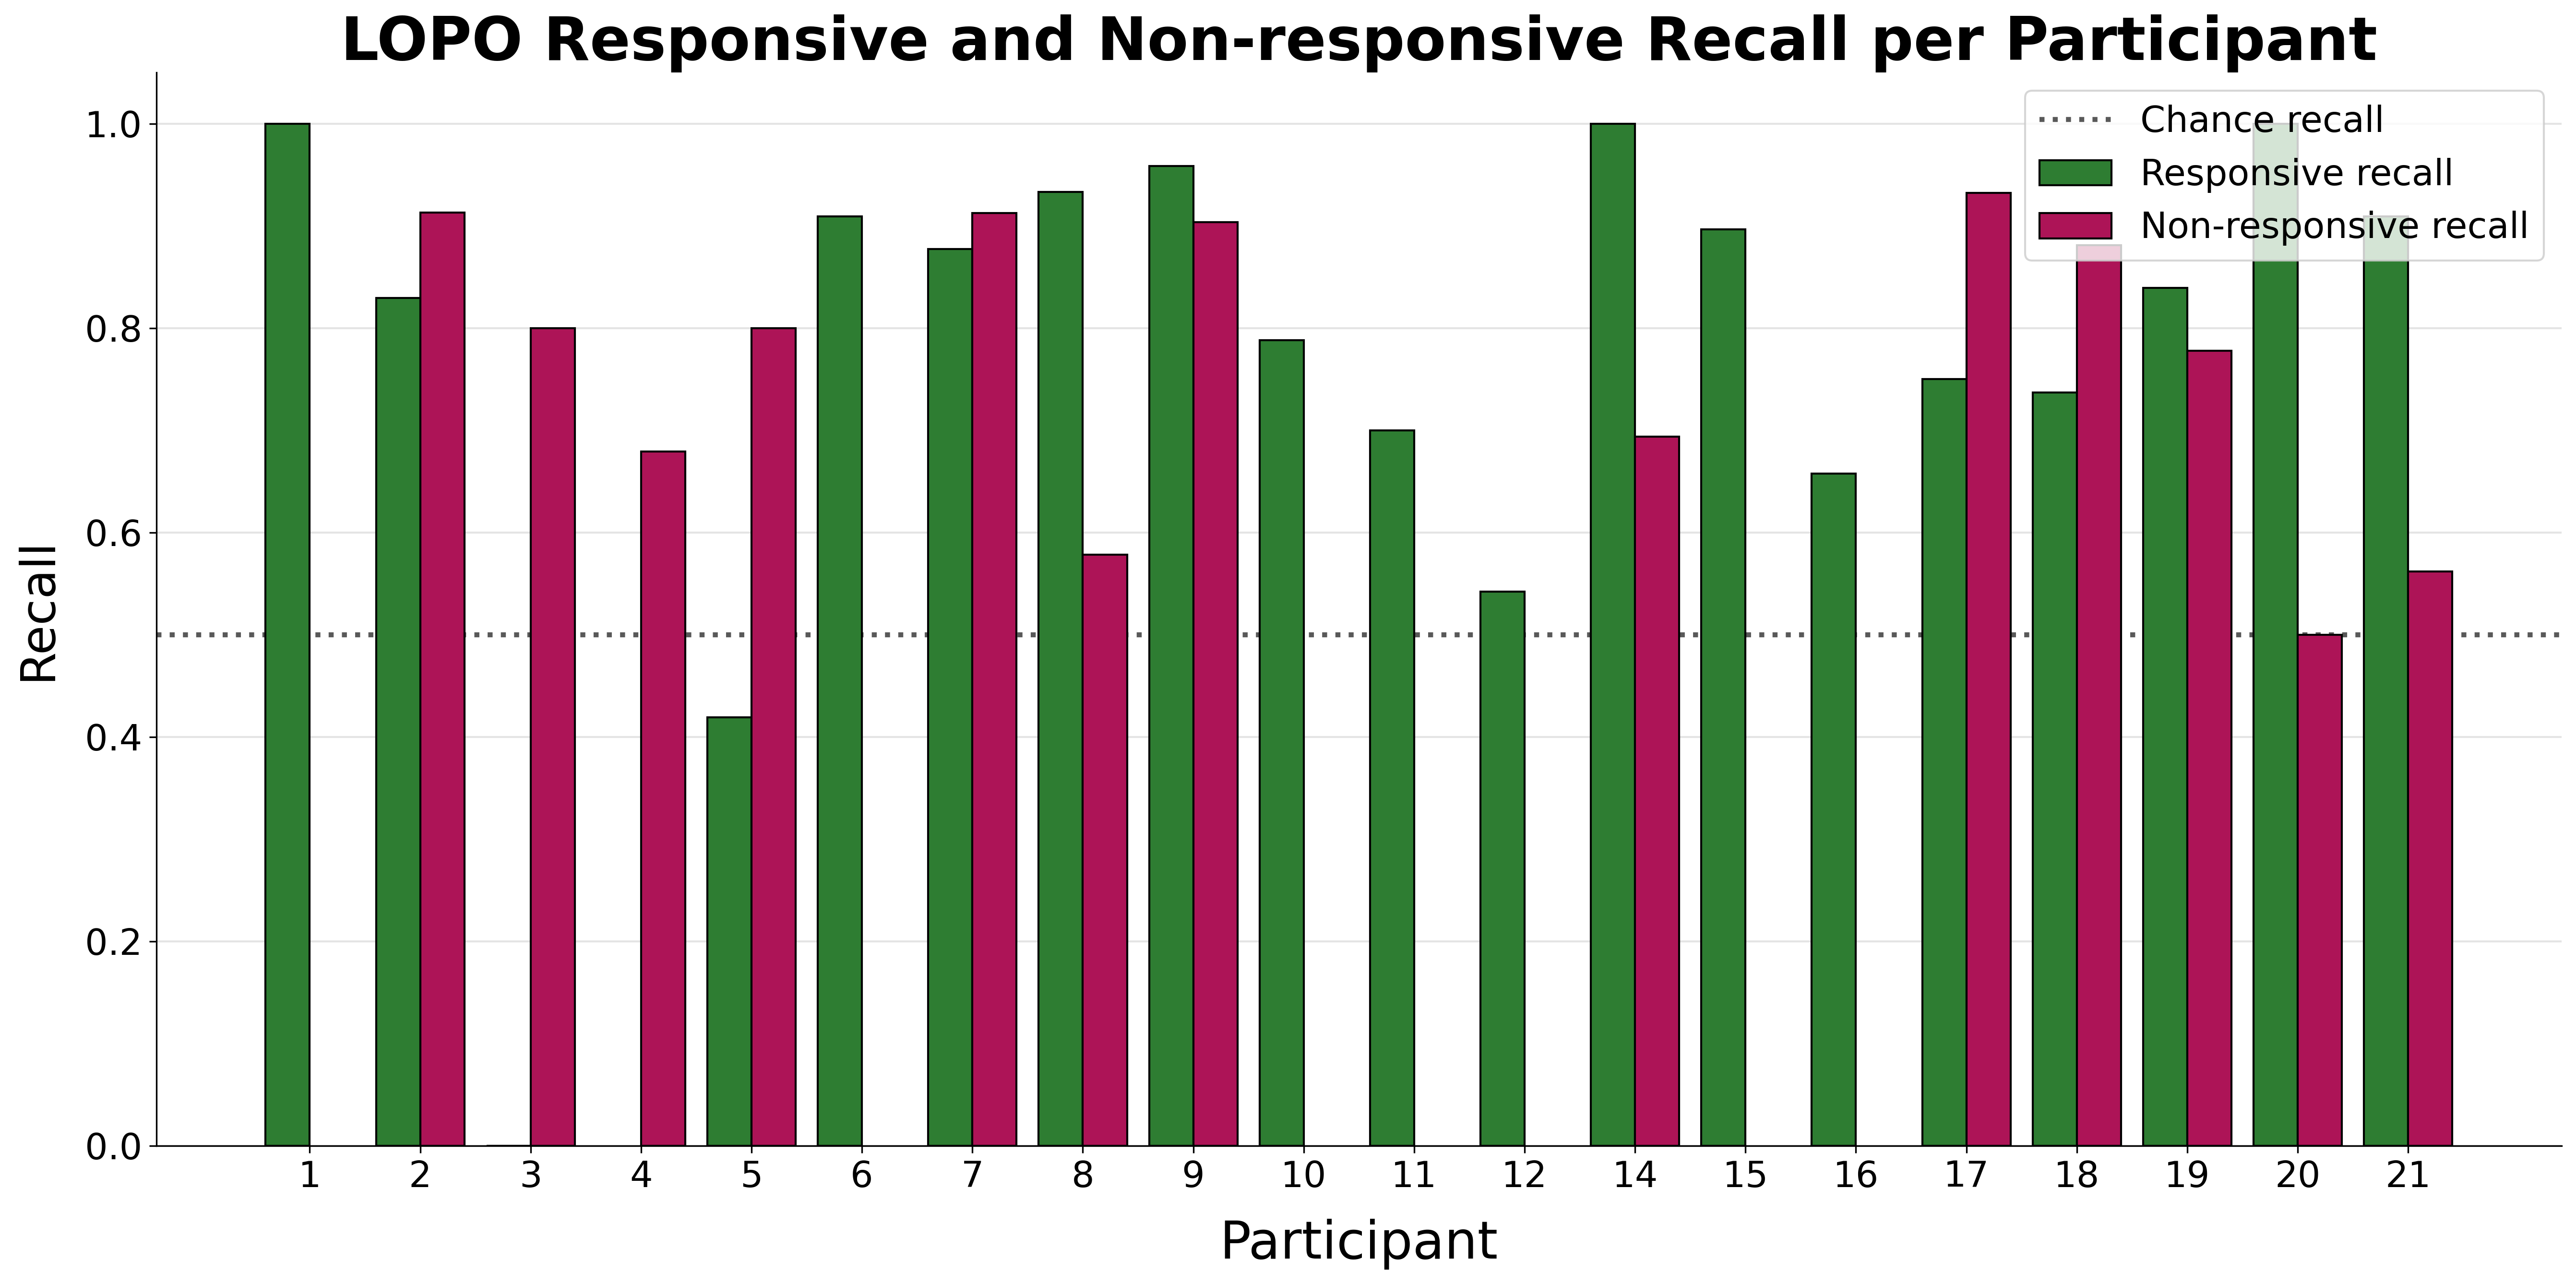 LOPO Responsive and Non-responsive Recall per Participant
Chance recall
Responsive recall
Non-responsive recall
1.0
0.8
0.6
0.4
0.2
0.0
Recall
1 2 3 4 5 6 7 8 9 10 11 12 14 15 16 17 18 19 20 21
Participant